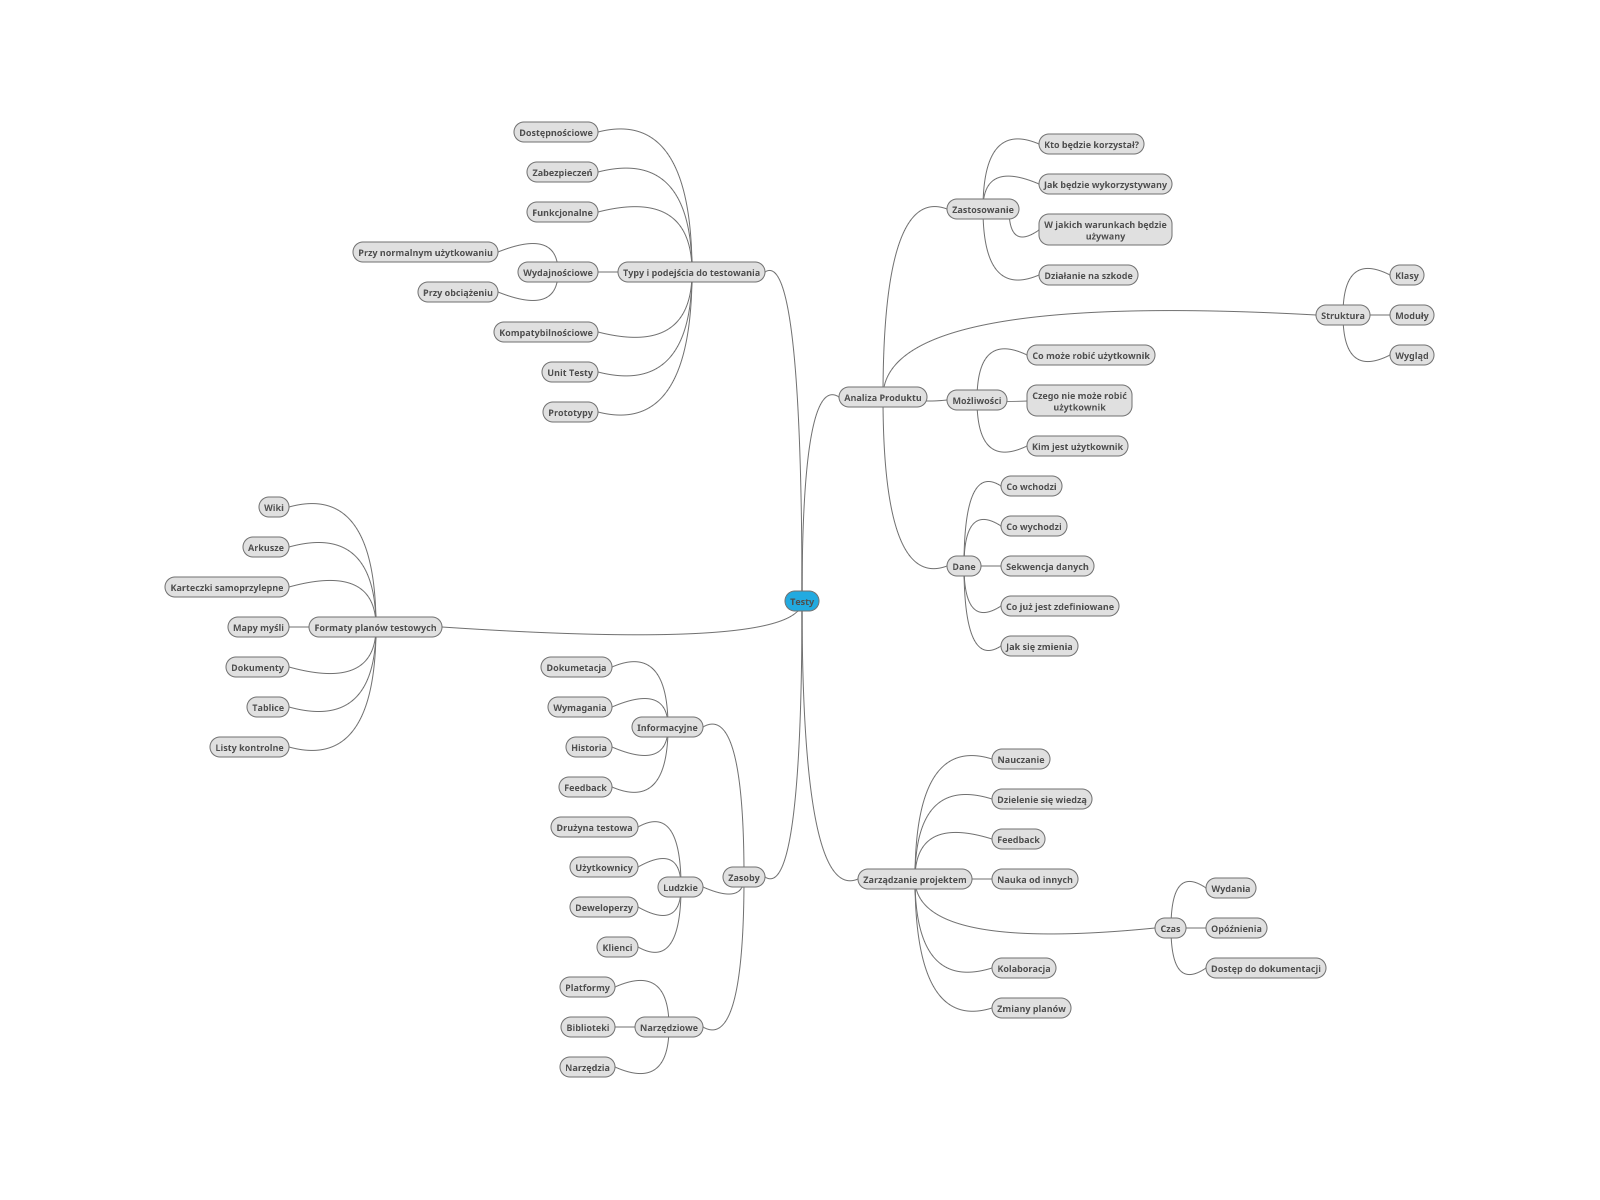 Testy
Typy i podejścia do testowania
Dostępnościowe
Zabezpieczeń
Funkcjonalne
Wydajnościowe
Przy normalnym użytkowaniu
Przy obciążeniu
Kompatybilnościowe
Unit Testy
Prototypy
Formaty planów testowych
Wiki
Arkusze
Karteczki samoprzylepne
Mapy myśli
Dokumenty
Tablice
Listy kontrolne
Zasoby
Informacyjne
Dokumetacja
Wymagania
Historia
Feedback
Ludzkie
Drużyna testowa
Użytkownicy
Deweloperzy
Klienci
Narzędziowe
Platformy
Biblioteki
Narzędzia
Analiza Produktu
Zastosowanie
Kto będzie korzystał?
Jak będzie wykorzystywany
W jakich warunkach będzie
używany
Działanie na szkode
Struktura
Klasy
Moduły
Wygląd
Możliwości
Co może robić użytkownik
Czego nie może robić
użytkownik
Kim jest użytkownik
Dane
Co wchodzi
Co wychodzi
Sekwencja danych
Co już jest zdefiniowane
Jak się zmienia
Zarządzanie projektem
Nauczanie
Dzielenie się wiedzą
Feedback
Nauka od innych
Czas
Wydania
Opóźnienia
Dostęp do dokumentacji
Kolaboracja
Zmiany planów